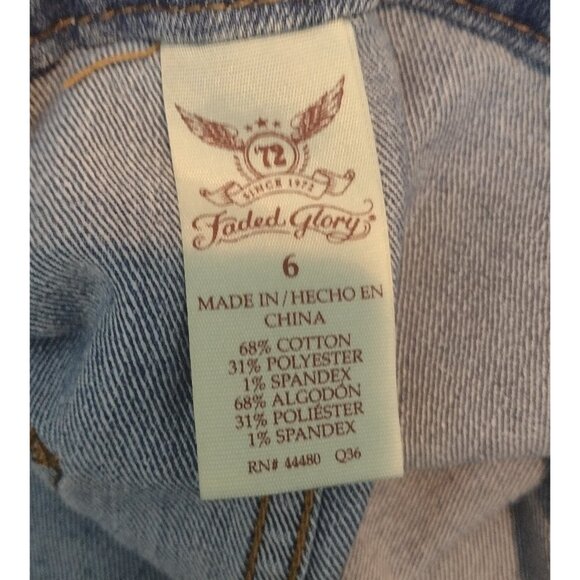 '72
SINCE 1972
Faded Glory®
6
MADE IN/HECHO EN
CHINA
68% COTTON
31% POLYESTER
1% SPANDEX
68% ALGODÓN
31% POLIÉSTER
1% SPANDEX
RN# 44480 Q36